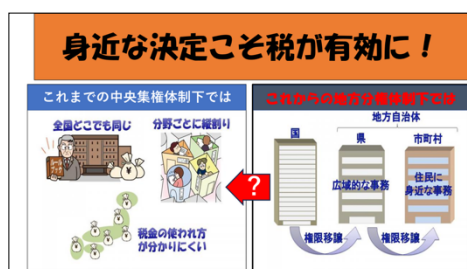 身近な決定こそ税が有効に！
これまでの中央集権体制下では
全国どこでも同じ
分野ごとに縦割り
税金の使われ方
が分かりにくい
?
これからの地方分権体制下では
地方自治体
国
県
市町村
広域的な事務
住民に
身近な事務
権限移譲
権限移譲